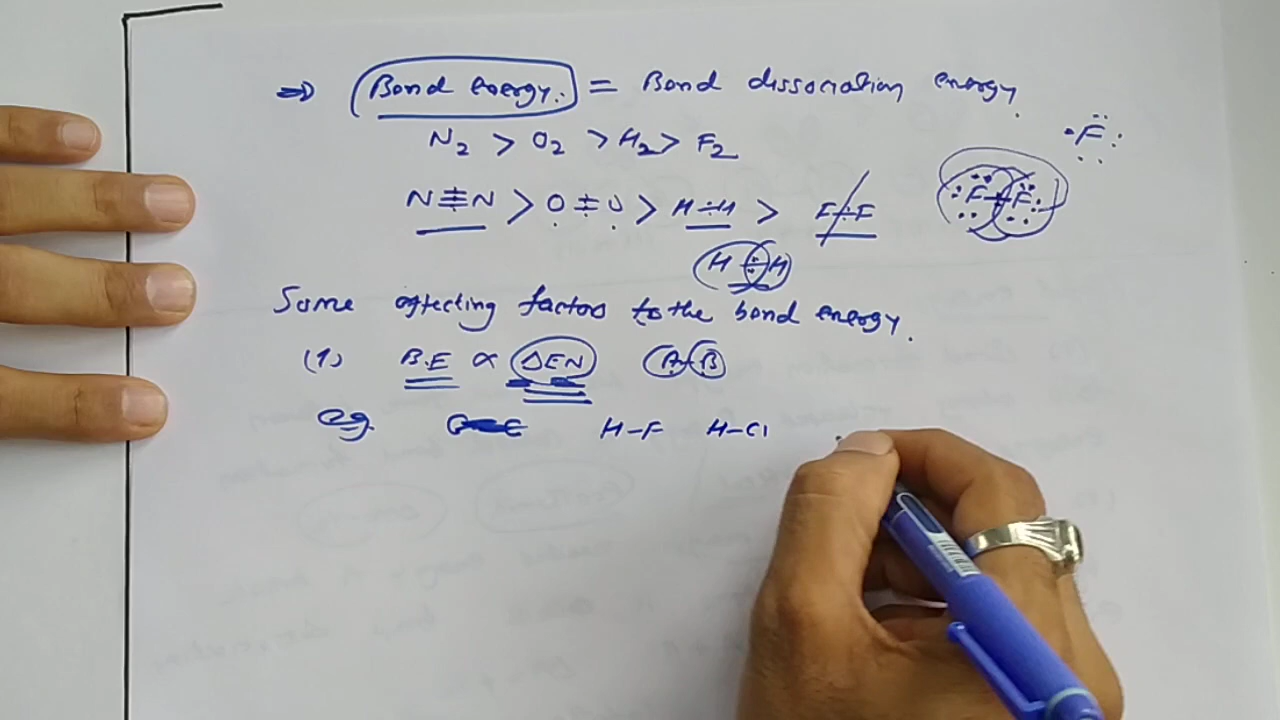 ⇒ Bond energy. = Bond dissociation energy.
N2 > O2 > H2 > F2
·F
N≡N > O=O > H-H > F-F
F-F
H-H
Some affecting factors to the bond energy.
(1) B.E ∝ ΔEN A-B
eg. H-F H-Cl